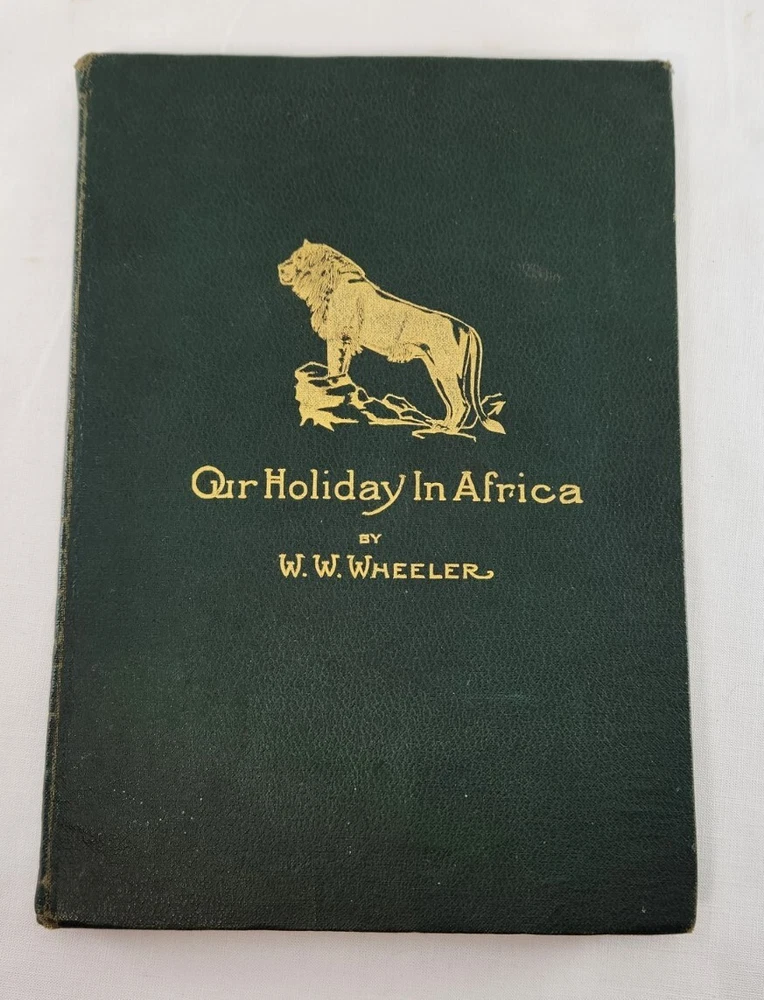 Our Holiday In Africa
BY
W. W. WHEELER